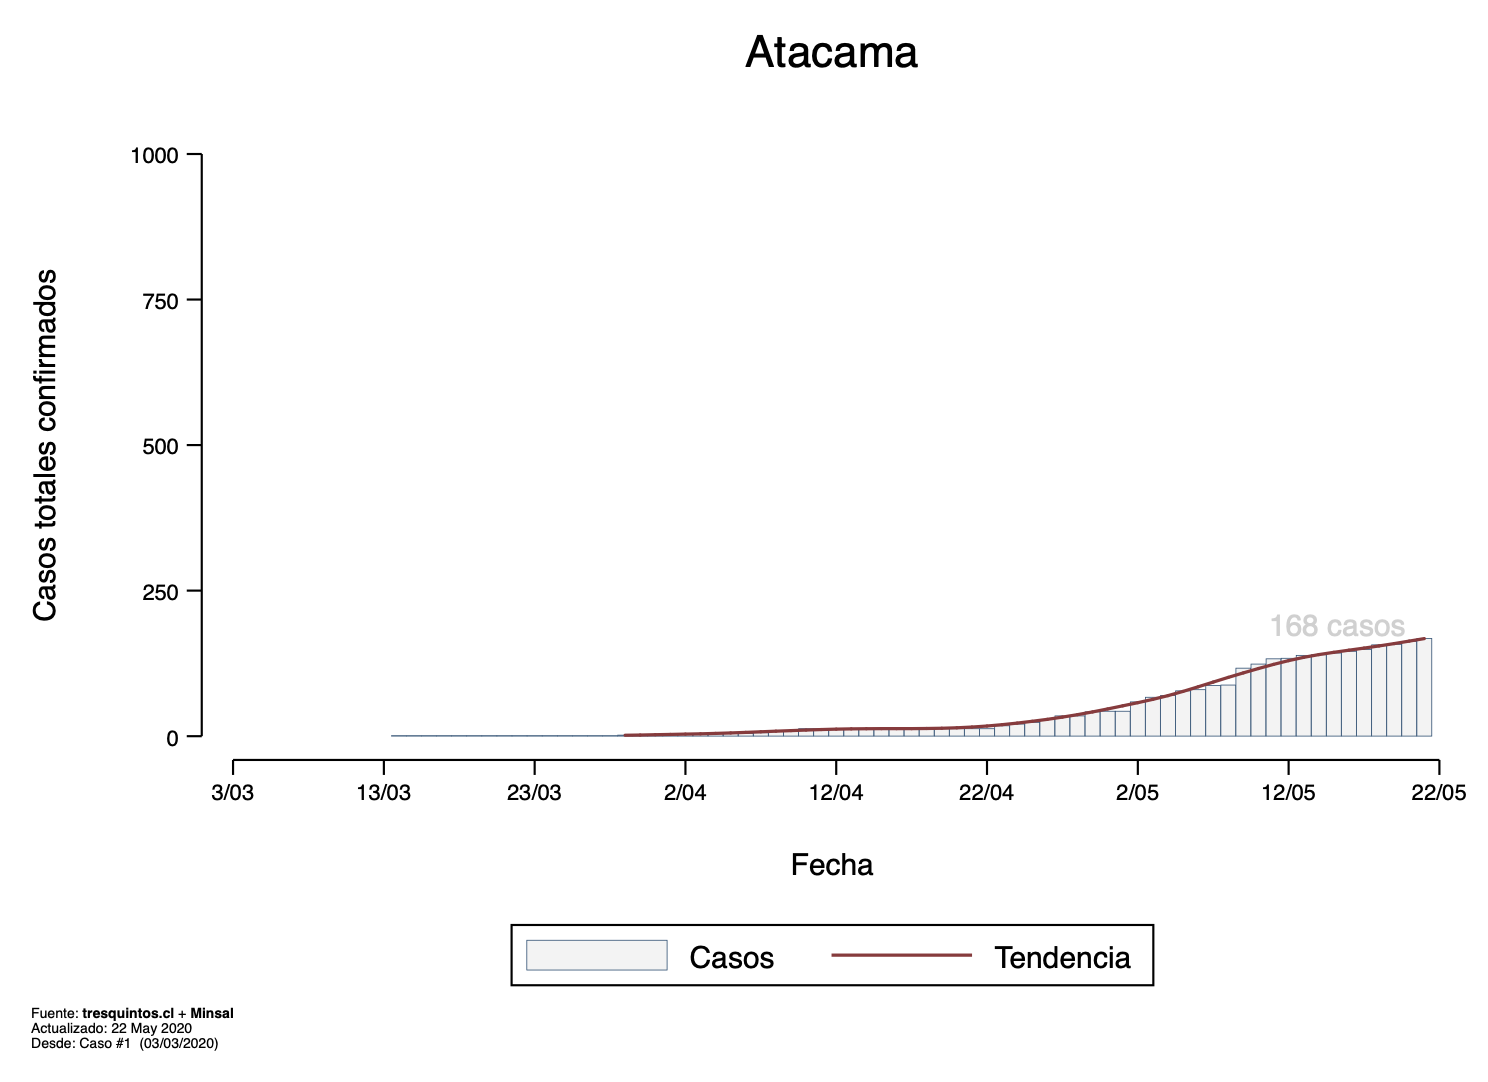 Atacama
Casos totales confirmados
1000
750
500
250
0
168 casos
3/03 13/03 23/03 2/04 12/04 22/04 2/05 12/05 22/05
Fecha
Casos Tendencia
Fuente: tresquintos.cl + Minsal
Actualizado: 22 May 2020
Desde: Caso #1 (03/03/2020)